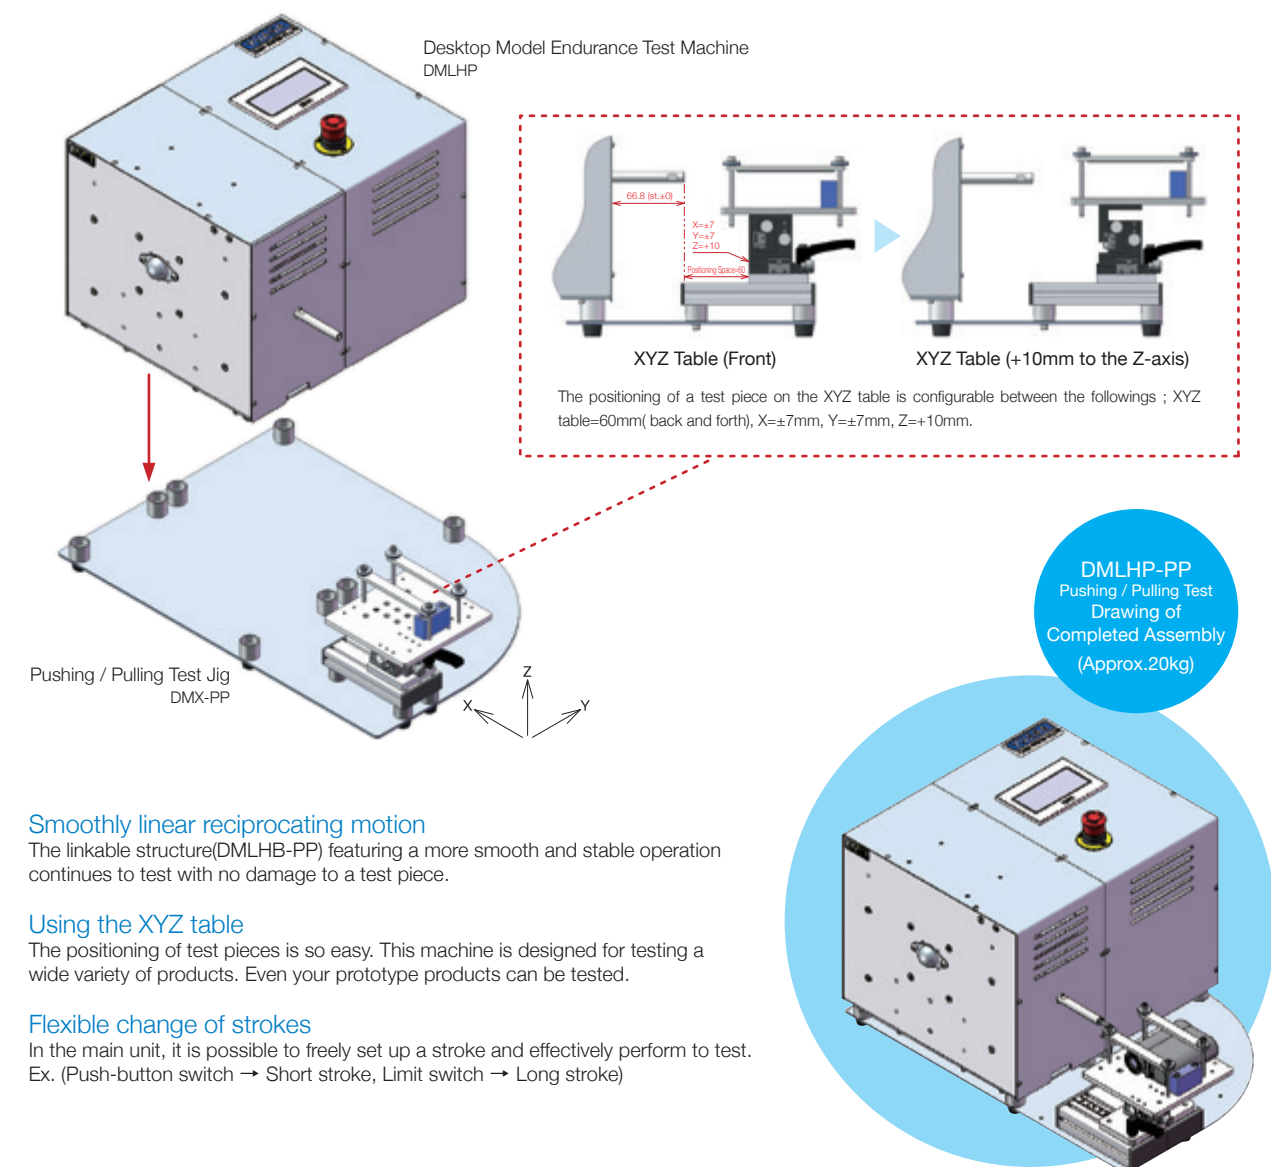 Desktop Model Endurance Test Machine
DMLHP
66.8 (st.±0)
X=±7
Y=±7
Z=+10
Positioning Space=60
XYZ Table (Front)
XYZ Table (+10mm to the Z-axis)
The positioning of a test piece on the XYZ table is configurable between the followings ; XYZ
table=60mm( back and forth), X=±7mm, Y=±7mm, Z=+10mm.
DMLHP-PP
Pushing / Pulling Test
Drawing of
Completed Assembly
(Approx.20kg)
Pushing / Pulling Test Jig
DMX-PP
Z
X
Y
Smoothly linear reciprocating motion
The linkable structure(DMLHB-PP) featuring a more smooth and stable operation
continues to test with no damage to a test piece.
Using the XYZ table
The positioning of test pieces is so easy. This machine is designed for testing a
wide variety of products. Even your prototype products can be tested.
Flexible change of strokes
In the main unit, it is possible to freely set up a stroke and effectively perform to test.
Ex. (Push-button switch → Short stroke, Limit switch → Long stroke)